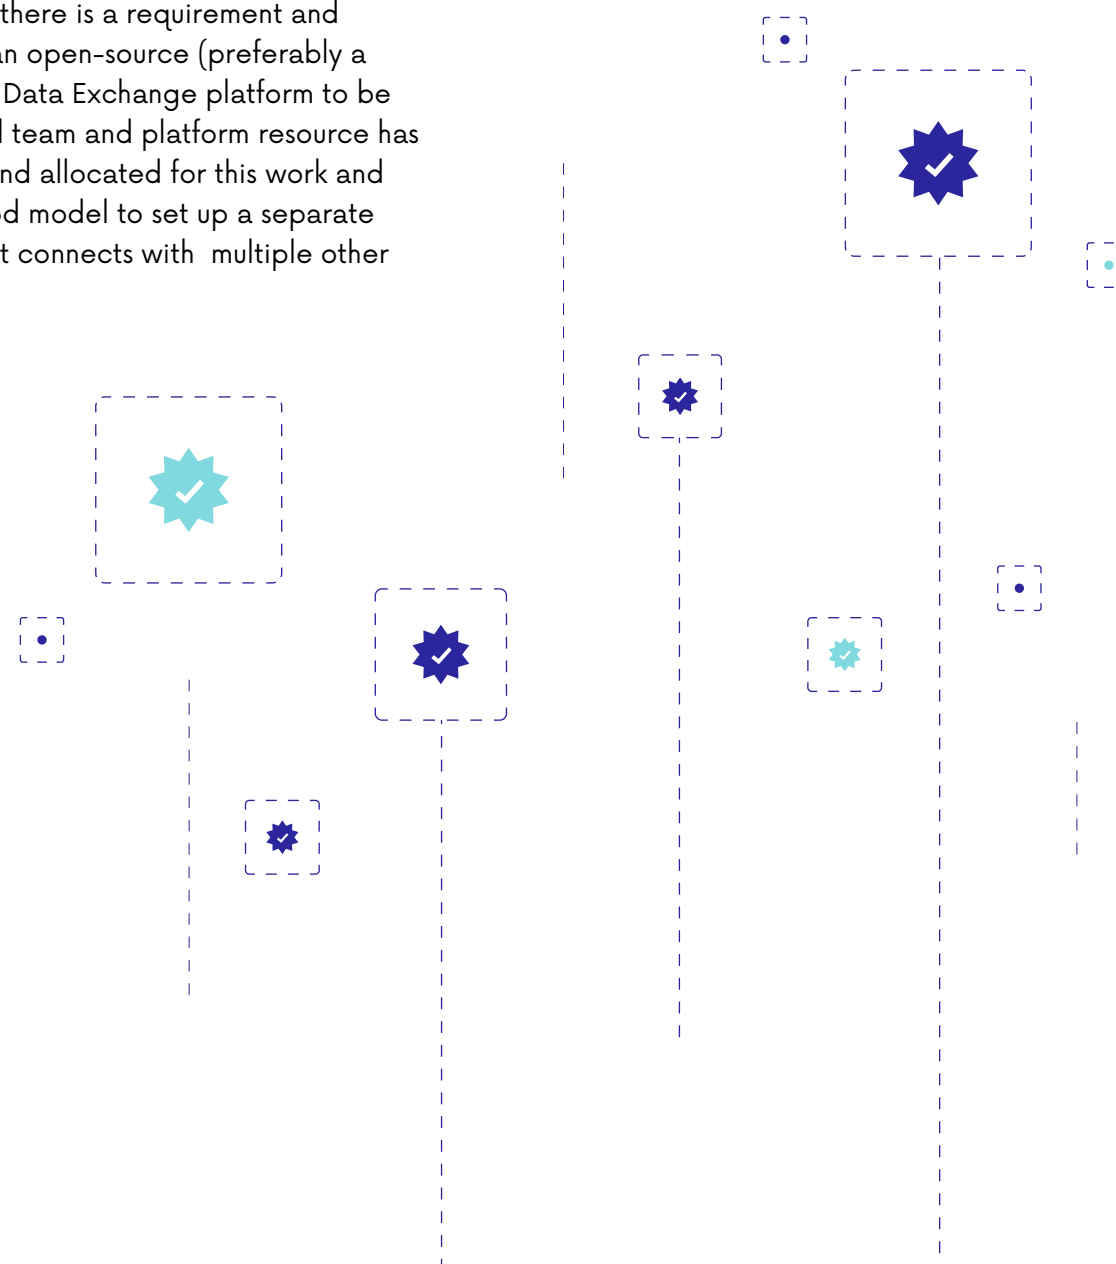 there is a requirement and
an open-source (preferably a
Data Exchange platform to be
team and platform resource has
allocated for this work and
model to set up a separate
connects with multiple other